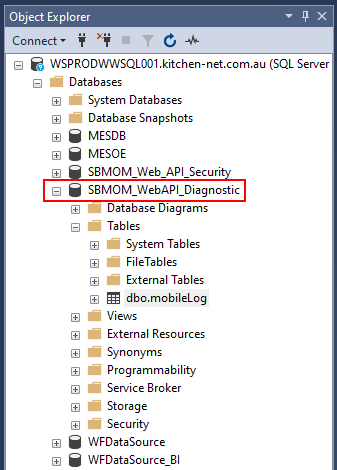 Object Explorer
Connect
WSPRODWWSQL001.kitchen-net.com.au (SQL Server
Databases
System Databases
Database Snapshots
MESDB
MESOE
SBMOM_Web_API_Security
SBMOM_WebAPI_Diagnostic
Database Diagrams
Tables
System Tables
FileTables
External Tables
dbo.mobileLog
Views
External Resources
Synonyms
Programmability
Service Broker
Storage
Security
WFDataSource
WFDataSource_BI